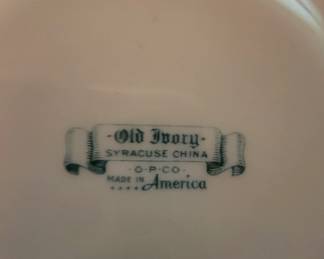 -Old Ivory-
SYRACUSE CHINA
-O-P-CO-
MADE IN America